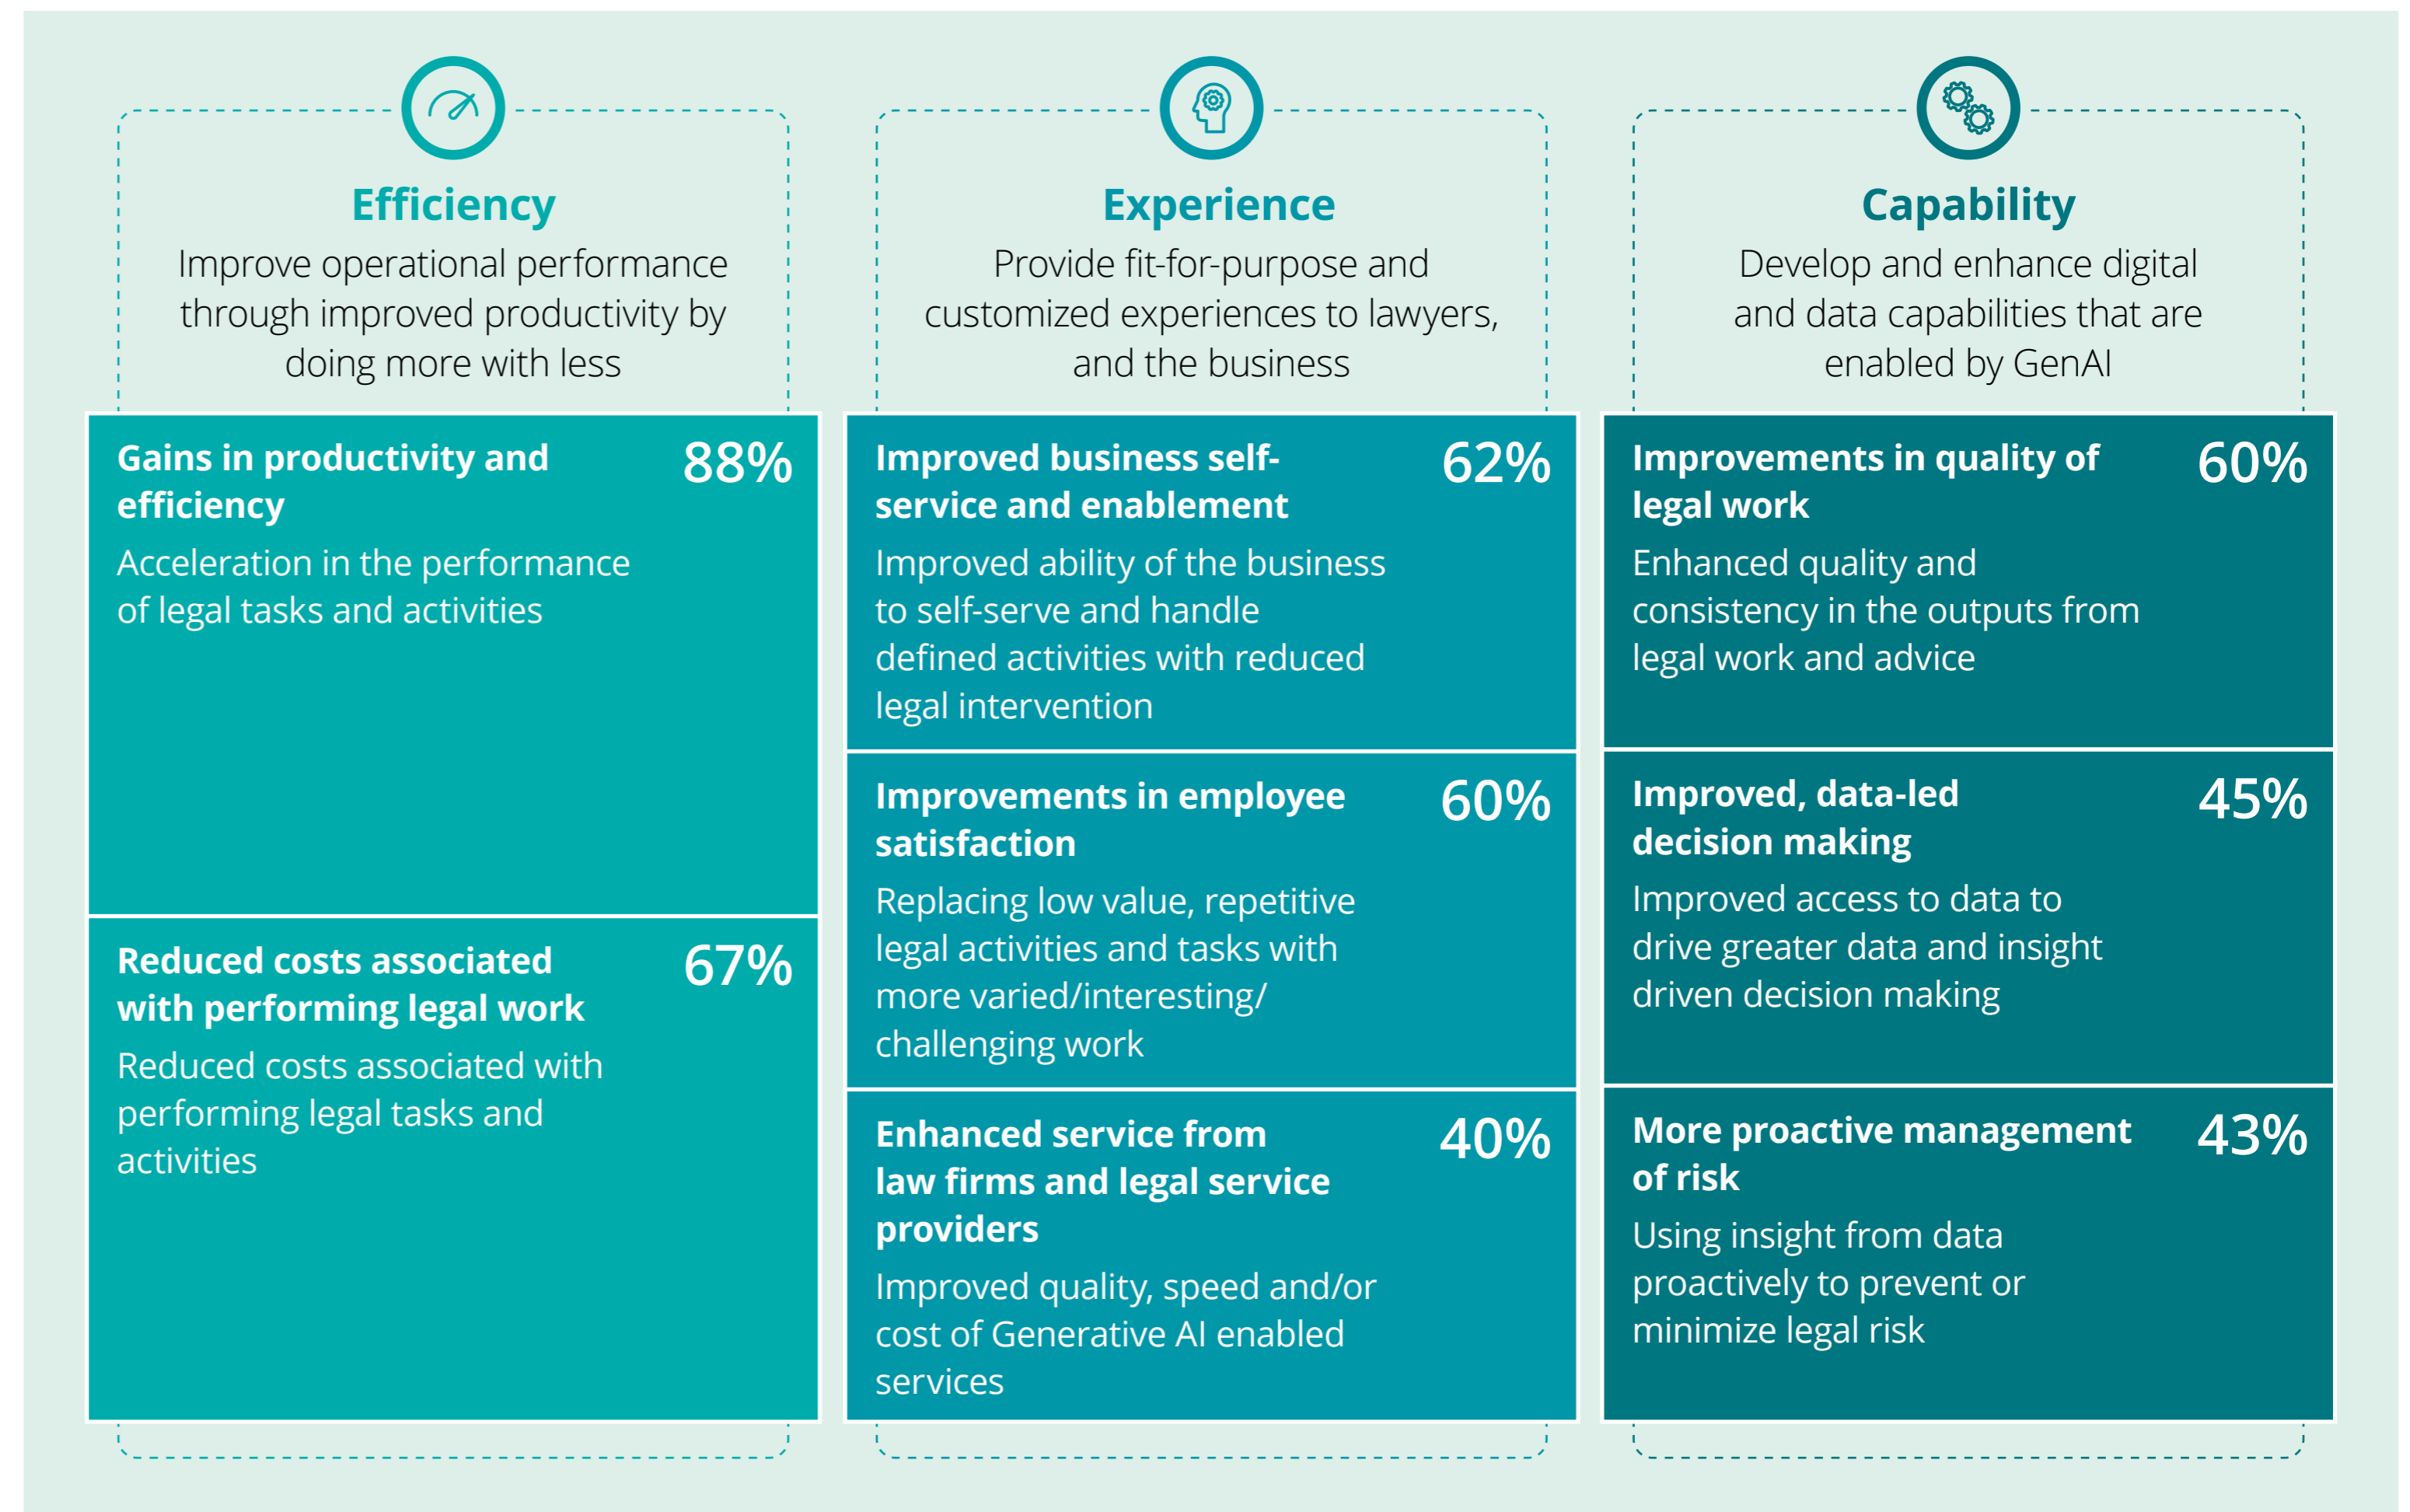 Efficiency
Improve operational performance
through improved productivity by
doing more with less
Gains in productivity and
efficiency
88%
Acceleration in the performance
of legal tasks and activities
Reduced costs associated
with performing legal work
67%
Reduced costs associated with
performing legal tasks and
activities
Experience
Provide fit-for-purpose and
customized experiences to lawyers,
and the business
Improved business self-
service and enablement
62%
Improved ability of the business
to self-serve and handle
defined activities with reduced
legal intervention
Improvements in employee
satisfaction
60%
Replacing low value, repetitive
legal activities and tasks with
more varied/interesting/
challenging work
Enhanced service from
law firms and legal service
providers
40%
Improved quality, speed and/or
cost of Generative AI enabled
services
Capability
Develop and enhance digital
and data capabilities that are
enabled by GenAI
Improvements in quality of
legal work
60%
Enhanced quality and
consistency in the outputs from
legal work and advice
Improved, data-led
decision making
45%
Improved access to data to
drive greater data and insight
driven decision making
More proactive management
of risk
43%
Using insight from data
proactively to prevent or
minimize legal risk